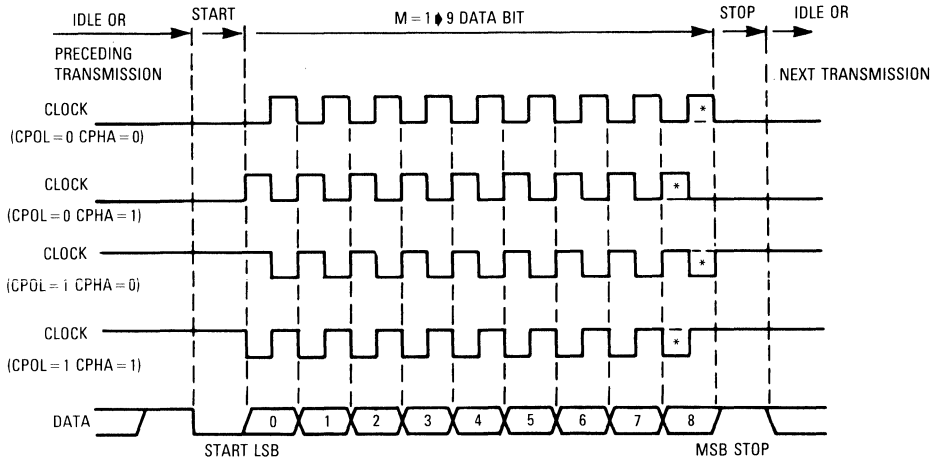 IDLE OR
START
M = 1 ➧ 9 DATA BIT
STOP
IDLE OR
PRECEDING
TRANSMISSION
NEXT TRANSMISSION
CLOCK
(CPOL = 0 CPHA = 0)
*
CLOCK
(CPOL = 0 CPHA = 1)
*
CLOCK
(CPOL = 1 CPHA = 0)
*
CLOCK
(CPOL = 1 CPHA = 1)
*
DATA 0 1 2 3 4 5 6 7 8
START LSB MSB STOP